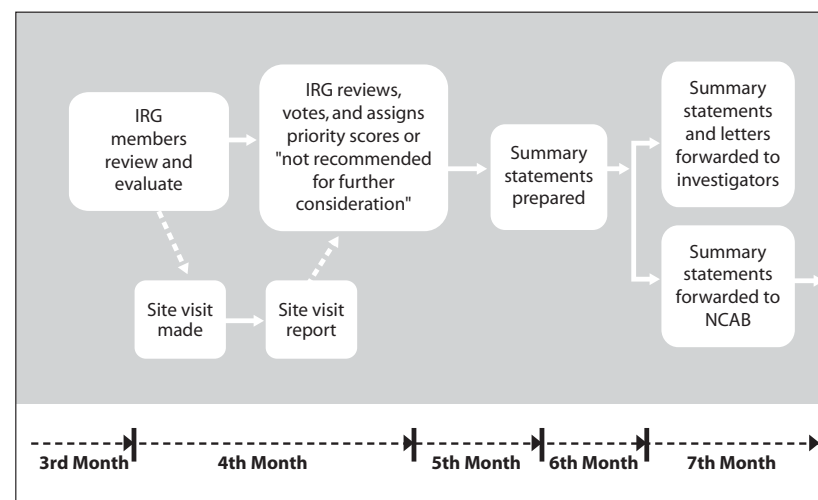 IRG
members
review and
evaluate
IRG reviews,
votes, and assigns
priority scores or
"not recommended
for further
consideration"
Site visit
made
Site visit
report
Summary
statements
prepared
Summary
statements
and letters
forwarded to
investigators
Summary
statements
forwarded to
NCAB
3rd Month
4th Month
5th Month
6th Month
7th Month